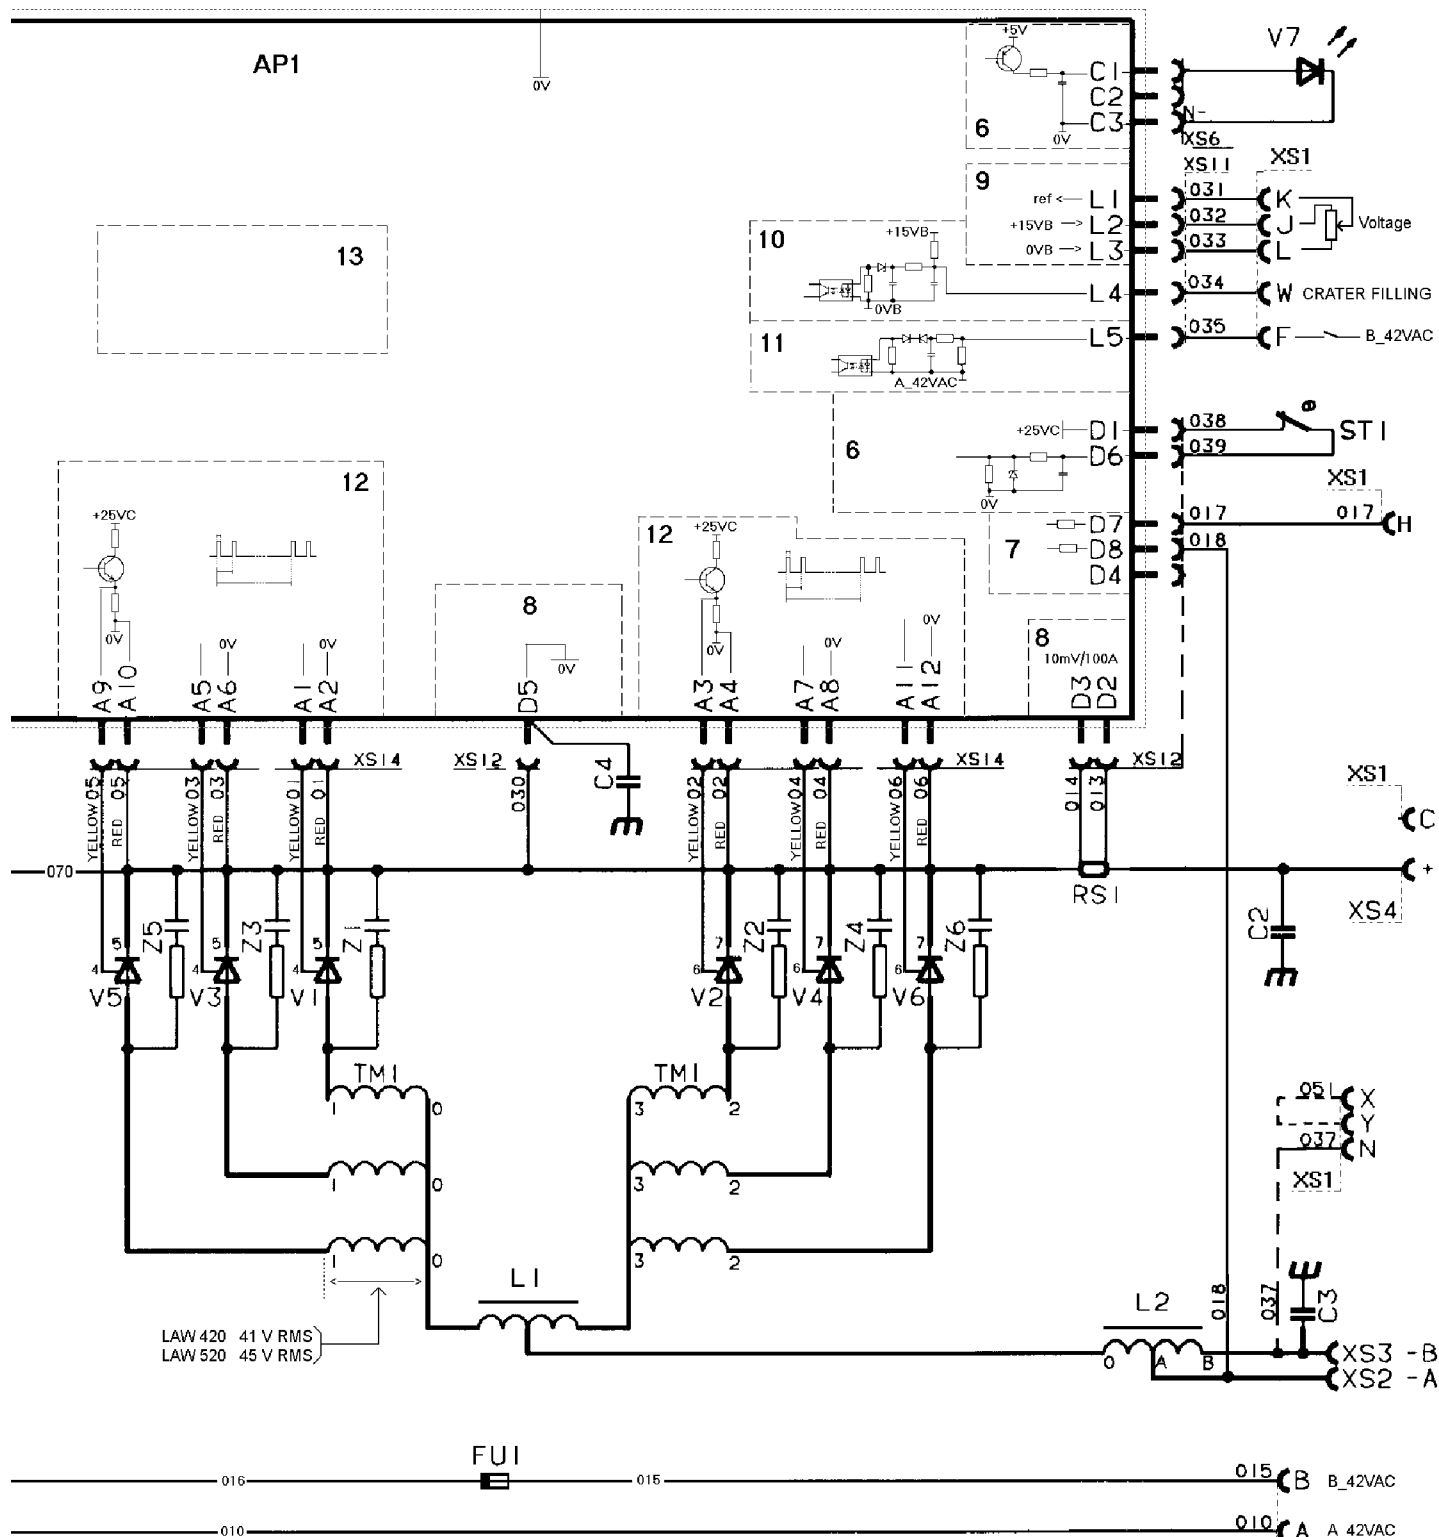 AP1
0V
+5V
C1
C2
C3
0V
6
V7
N-
XS6
XS11
XS1
9
ref
L1
031
K
+15VB
L2
032
J
Voltage
0VB
L3
033
L
10
+15VB
0VB
L4
034
W
CRATER FILLING
11
A_42VAC
L5
035
F
B_42VAC
13
6
+25VC
D1
038
ST1
D6
039
0V
XS1
7
D7
017
017
H
D8
018
D4
12
+25VC
0V
0V
0V
A9
A10
A5
A6
A1
A2
8
0V
D5
12
+25VC
0V
0V
0V
A3
A4
A7
A8
A11
A12
8
10mV/100A
D3
D2
XS14
XS12
C4
XS14
XS12
YELLOW 05
RED 05
YELLOW 03
RED 03
YELLOW 01
RED 01
030
YELLOW 02
RED 02
YELLOW 04
RED 04
YELLOW 06
RED 06
014
013
XS1
C
070
RS1
+
XS4
C2
Z5
Z3
Z1
Z2
Z4
Z6
5
4
V5
5
4
V3
5
4
V1
7
6
V2
7
6
V4
7
6
V6
TM1
1
0
TM1
3
2
1
0
3
2
1
0
3
2
051
X
Y
037
N
XS1
L1
LAW 420 41 V RMS
LAW 520 45 V RMS
L2
018
037
C3
0
A
B
XS3 -B
XS2 -A
FU1
016
015
015
B
B_42VAC
010
010
A
A_42VAC